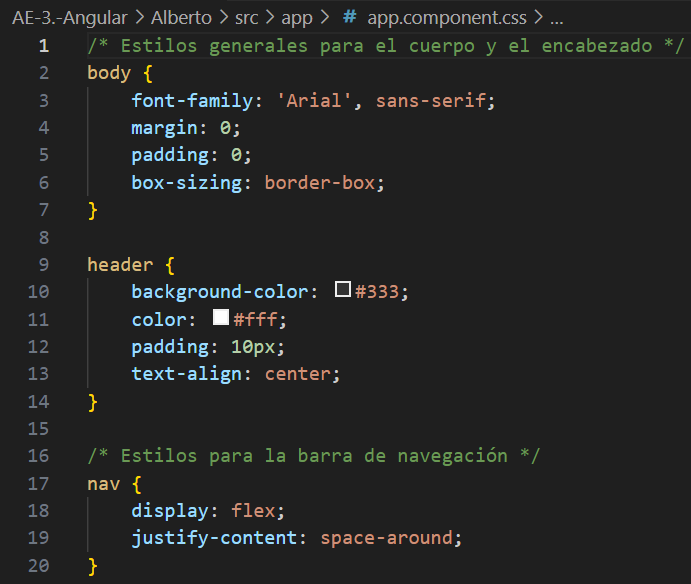 AE-3.-Angular > Alberto > src > app > # app.component.css > ...
1 /* Estilos generales para el cuerpo y el encabezado */
2 body {
3 font-family: 'Arial', sans-serif;
4 margin: 0;
5 padding: 0;
6 box-sizing: border-box;
7 }
8
9 header {
10 background-color: #333;
11 color: #fff;
12 padding: 10px;
13 text-align: center;
14 }
15
16 /* Estilos para la barra de navegación */
17 nav {
18 display: flex;
19 justify-content: space-around;
20 }